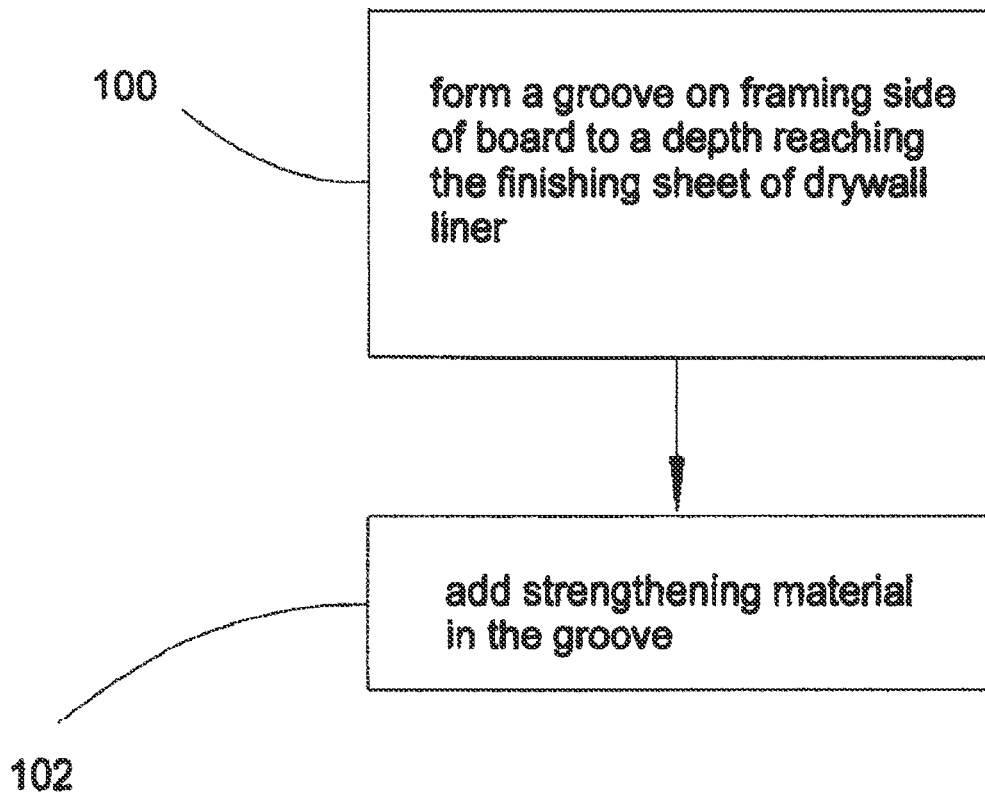 100
form a groove on framing side
of board to a depth reaching
the finishing sheet of drywall
liner
add strengthening material
in the groove
102